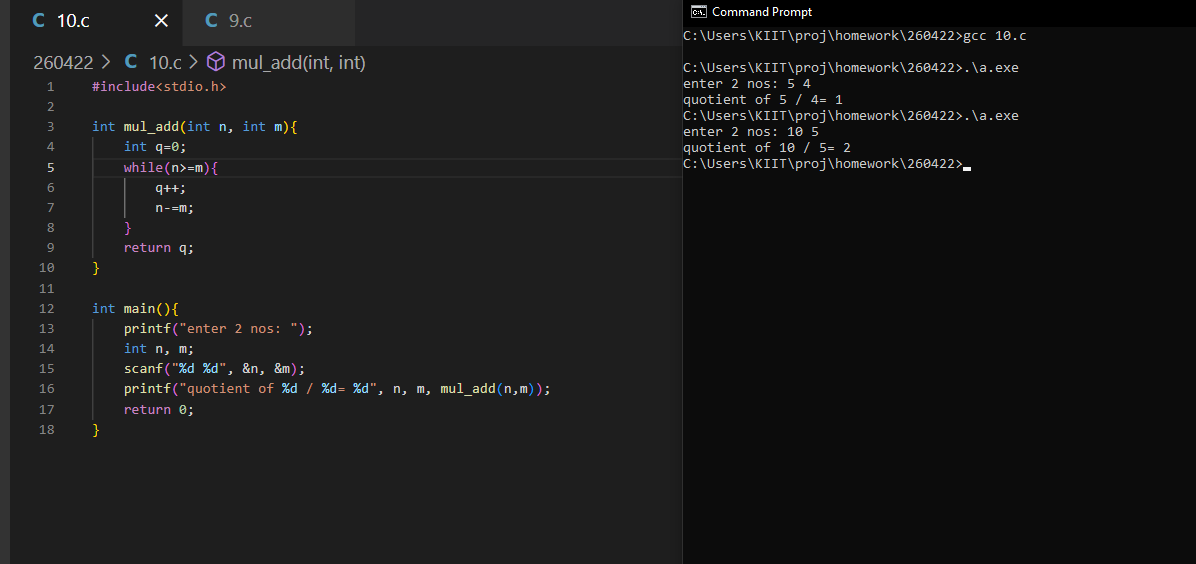 10.c
9.c
260422 > C 10.c > mul_add(int, int)
1 #include<stdio.h>
2
3 int mul_add(int n, int m){
4     int q=0;
5     while(n>=m){
6         q++;
7         n-=m;
8     }
9     return q;
10 }
11
12 int main(){
13     printf("enter 2 nos: ");
14     int n, m;
15     scanf("%d %d", &n, &m);
16     printf("quotient of %d / %d= %d", n, m, mul_add(n,m));
17     return 0;
18 }
Command Prompt
C:\Users\KIIT\proj\homework\260422>gcc 10.c
C:\Users\KIIT\proj\homework\260422>.\a.exe
enter 2 nos: 5 4
quotient of 5 / 4= 1
C:\Users\KIIT\proj\homework\260422>.\a.exe
enter 2 nos: 10 5
quotient of 10 / 5= 2
C:\Users\KIIT\proj\homework\260422>